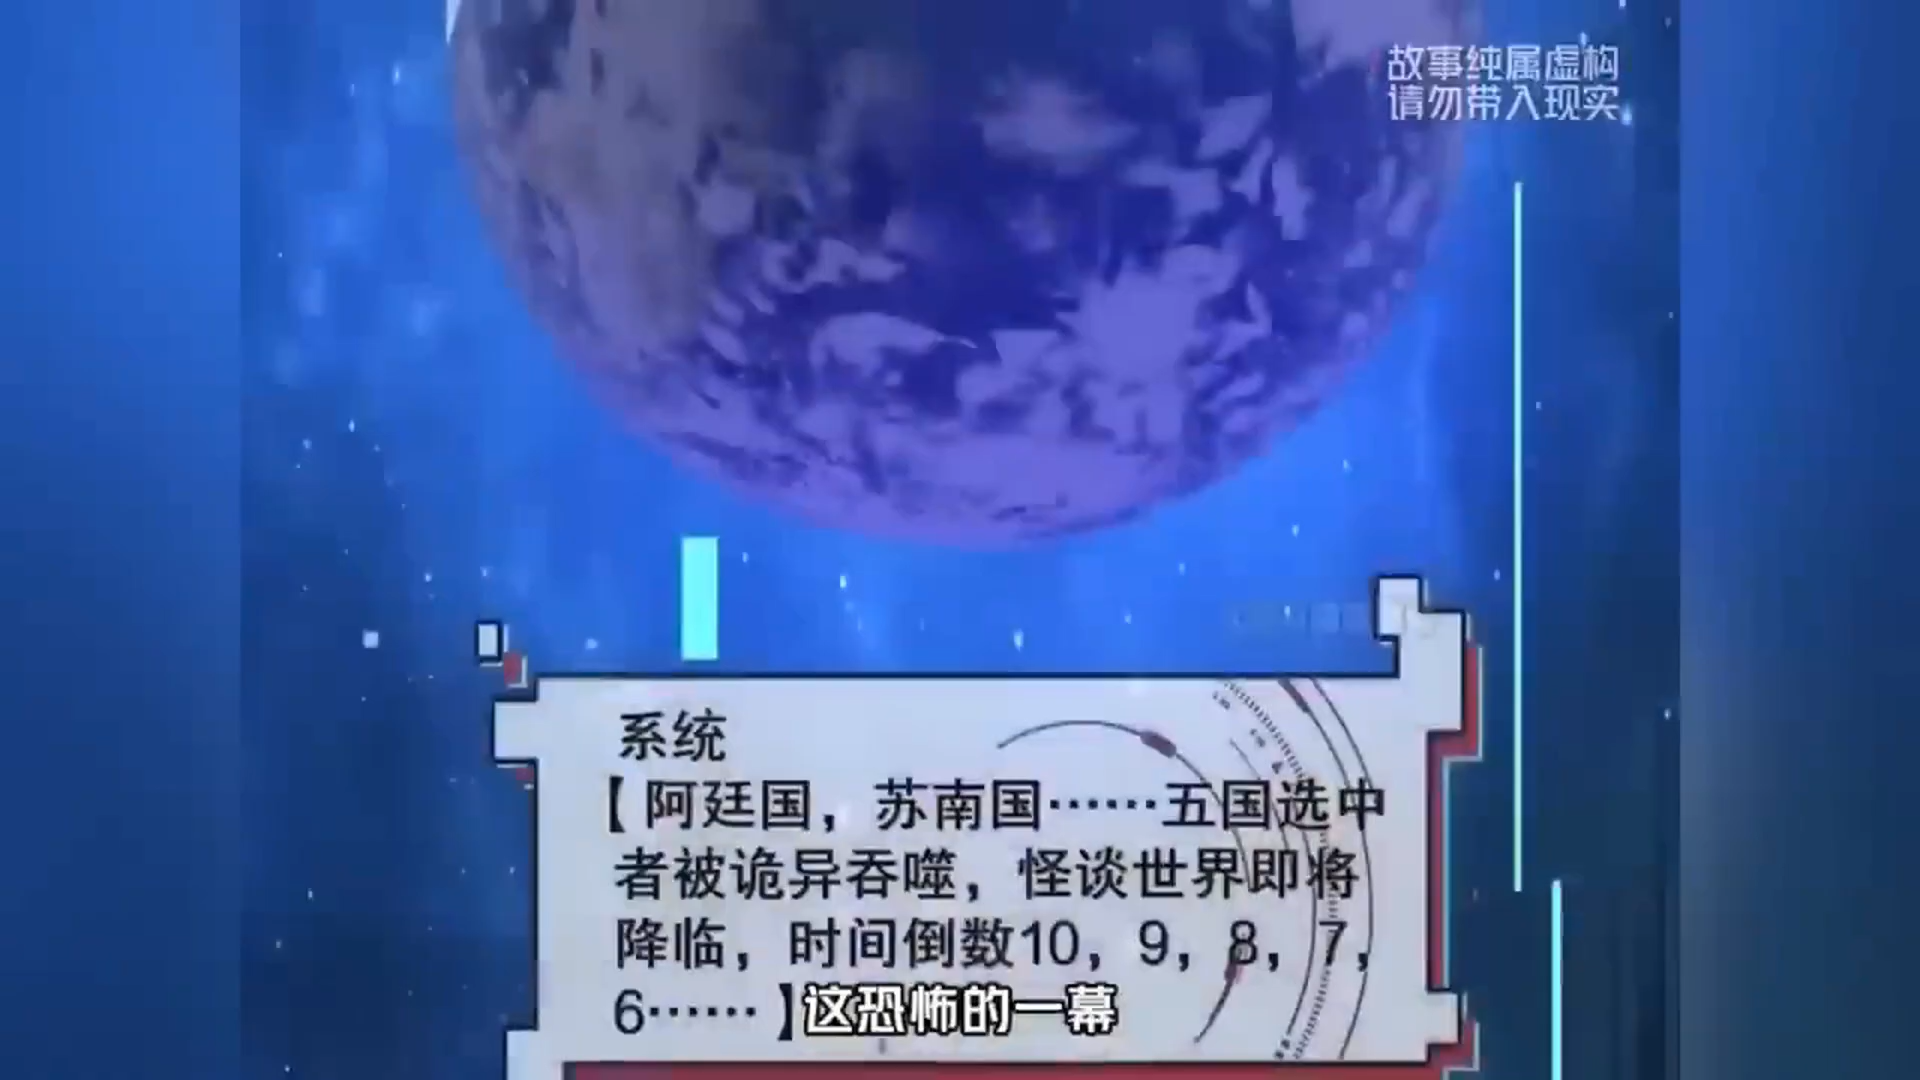 故事纯属虚构
请勿带入现实
系统
【阿廷国，苏南国……五国选中
者被诡异吞噬，怪谈世界即将
降临，时间倒数10，9，8，7，
6……】
这恐怖的一幕